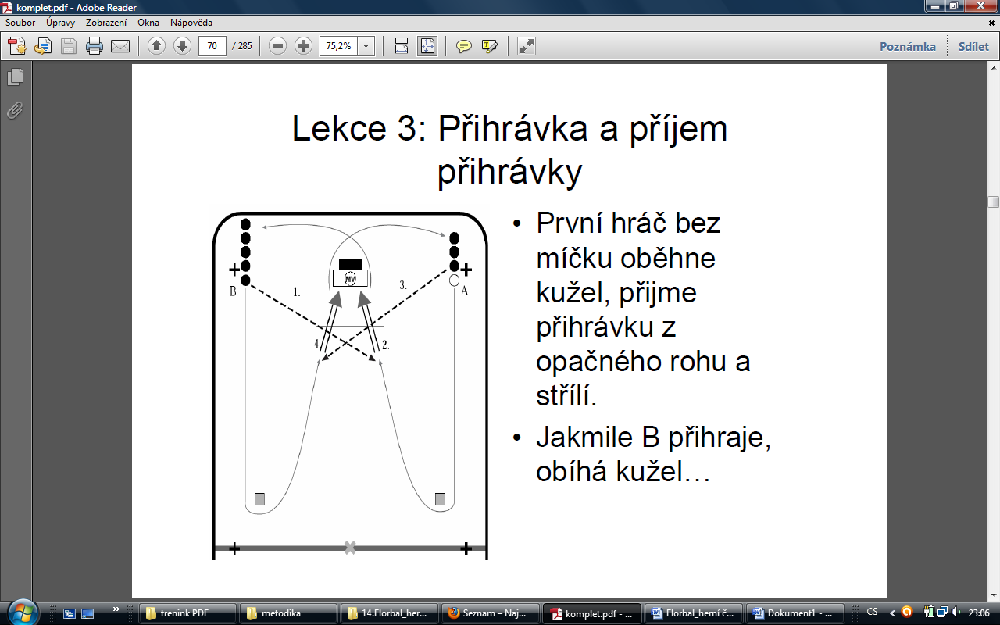 komplet.pdf - Adobe Reader
Soubor Úpravy Zobrazení Okna Nápověda
70 / 285 75,2% Poznámka Sdílet
Lekce 3: Přihrávka a příjem
přihrávky
• První hráč bez
míčku oběhne
kužel, přijme
přihrávku z
opačného rohu a
střílí.
• Jakmile B přihraje,
obíhá kužel…
MV
B 1. 3. A
4. 2.
trenink PDF metodika 14.Florbal_her... Seznam – Naj... komplet.pdf - ... Florbal_herní č... Dokument1 - ... CS 23:06